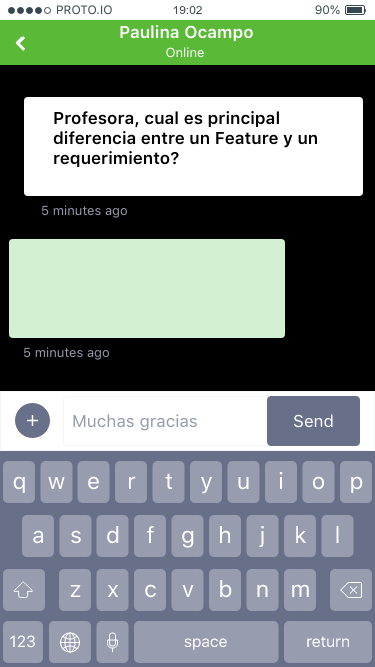 PROTO.IO 19:02 90%
Paulina Ocampo
Online
Profesora, cual es principal
diferencia entre un Feature y un
requerimiento?
5 minutes ago
5 minutes ago
+ Muchas gracias Send
q w e r t y u i o p
a s d f g h j k l
z x c v b n m
123 space return